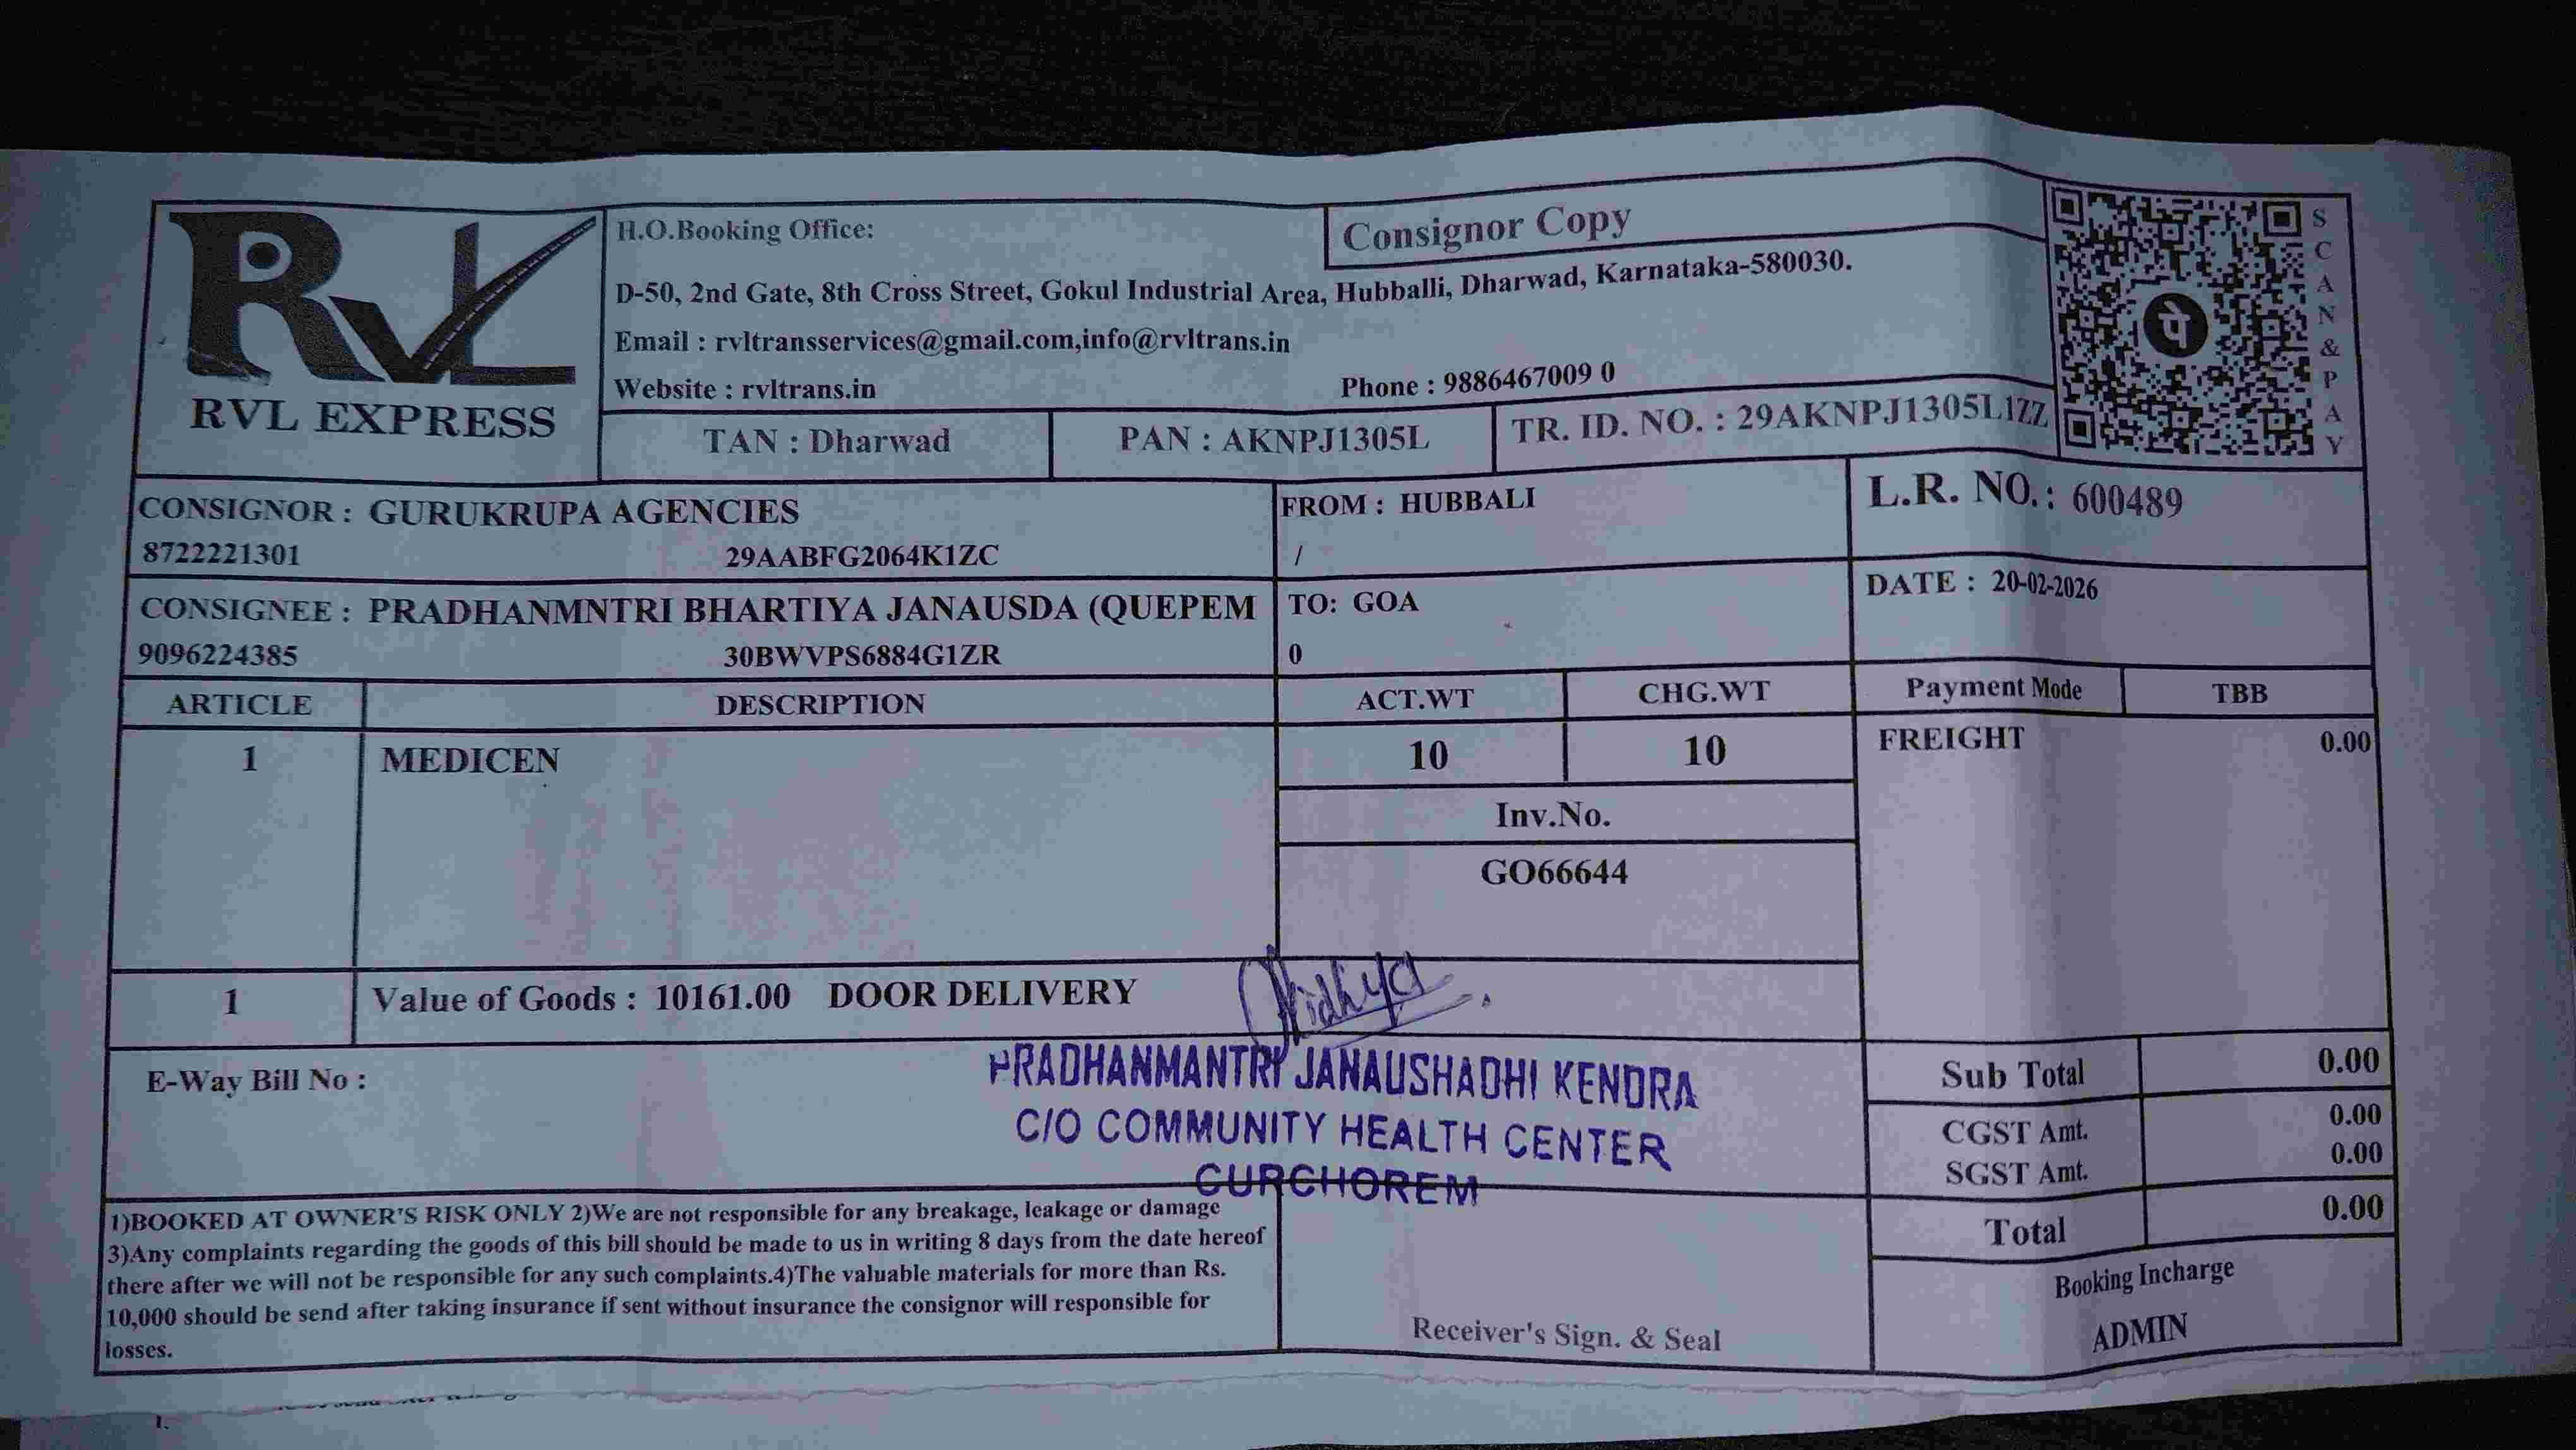 RVL
RVL EXPRESS
H.O.Booking Office:
Consignor Copy
D-50, 2nd Gate, 8th Cross Street, Gokul Industrial Area, Hubballi, Dharwad, Karnataka-580030.
Email : rvltransservices@gmail.com,info@rvltrans.in
Website : rvltrans.in Phone : 9886467009 0
TAN : Dharwad PAN : AKNPJ1305L TR. ID. NO. : 29AKNPJ1305L1ZZ
पे
SCAN & PAY
CONSIGNOR : GURUKRUPA AGENCIES FROM : HUBBALI L.R. NO.: 600489
8722221301 29AABFG2064K1ZC /
CONSIGNEE : PRADHANMNTRI BHARTIYA JANAUSDA (QUEPEM TO: GOA DATE : 20-02-2026
9096224385 30BWVPS6884G1ZR 0
ARTICLE DESCRIPTION ACT.WT CHG.WT Payment Mode TBB
1 MEDICEN 10 10 FREIGHT 0.00
Inv.No.
GO66644
1 Value of Goods : 10161.00 DOOR DELIVERY
E-Way Bill No :
PRADHANMANTRI JANAUSHADHI KENDRA
C/O COMMUNITY HEALTH CENTER
CURCHOREM
Sub Total 0.00
CGST Amt. 0.00
SGST Amt. 0.00
Total 0.00
1)BOOKED AT OWNER'S RISK ONLY 2)We are not responsible for any breakage, leakage or damage
3)Any complaints regarding the goods of this bill should be made to us in writing 8 days from the date hereof
there after we will not be responsible for any such complaints.4)The valuable materials for more than Rs.
10,000 should be send after taking insurance if sent without insurance the consignor will responsible for
losses.
Receiver's Sign. & Seal
Booking Incharge
ADMIN